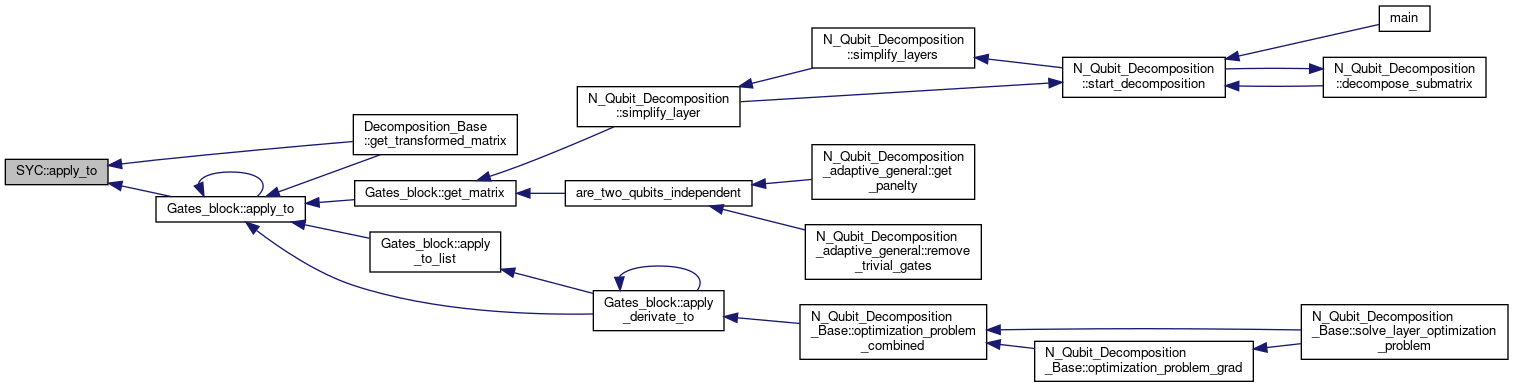 main
N_Qubit_Decomposition
::simplify_layers
N_Qubit_Decomposition
::start_decomposition
N_Qubit_Decomposition
::decompose_submatrix
N_Qubit_Decomposition
::simplify_layer
Decomposition_Base
::get_transformed_matrix
SYC::apply_to
N_Qubit_Decomposition
_adaptive_general::get
_panelty
Gates_block::get_matrix
are_two_qubits_independent
Gates_block::apply_to
Gates_block::apply
_to_list
N_Qubit_Decomposition
_adaptive_general::remove
_trivial_gates
Gates_block::apply
_derivate_to
N_Qubit_Decomposition
_Base::optimization_problem
_combined
N_Qubit_Decomposition
_Base::solve_layer_optimization
_problem
N_Qubit_Decomposition
_Base::optimization_problem_grad